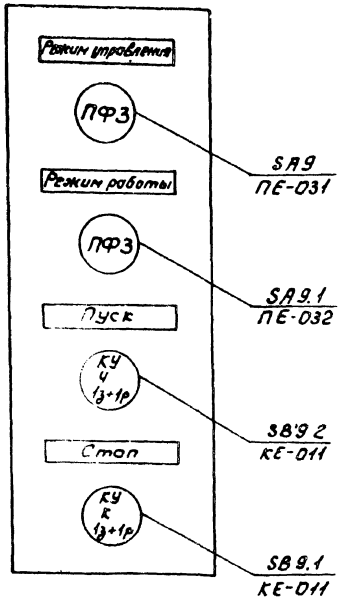 Режим управления
ПФЗ
SA9
ПЕ-031
Режим работы
ПФЗ
SA9.1
ПЕ-032
Пуск
КУ
Ч
1з+1р
SB9.2
КЕ-011
Стоп
КУ
К
1з+1р
SB9.1
КЕ-011